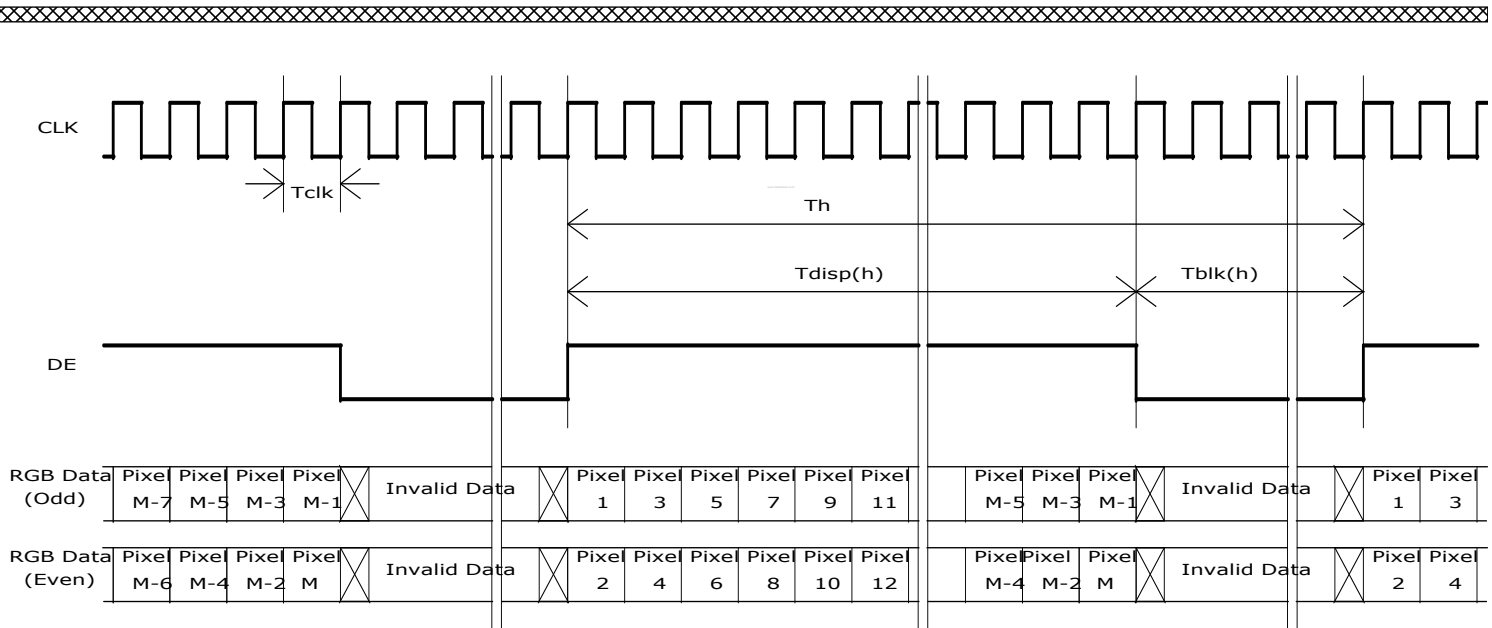 CLK
Tclk
Th
Tdisp(h)
Tblk(h)
DE
RGB Data
(Odd)
Pixel M-7
Pixel M-5
Pixel M-3
Pixel M-1
Invalid Data
Pixel 1
Pixel 3
Pixel 5
Pixel 7
Pixel 9
Pixel 11
Pixel M-5
Pixel M-3
Pixel M-1
Invalid Data
Pixel 1
Pixel 3
RGB Data
(Even)
Pixel M-6
Pixel M-4
Pixel M-2
Pixel M
Invalid Data
Pixel 2
Pixel 4
Pixel 6
Pixel 8
Pixel 10
Pixel 12
Pixel M-4
Pixel M-2
Pixel M
Invalid Data
Pixel 2
Pixel 4